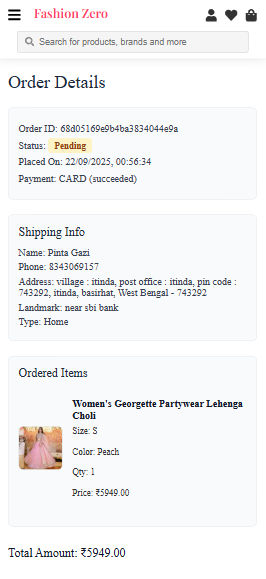 Fashion Zero
Search for products, brands and more
Order Details
Order ID: 68d05169e9b4ba3834044e9a
Status: Pending
Placed On: 22/09/2025, 00:56:34
Payment: CARD (succeeded)
Shipping Info
Name: Pinta Gazi
Phone: 8343069157
Address: village : itinda, post office : itinda, pin code :
743292, itinda, basirhat, West Bengal - 743292
Landmark: near sbi bank
Type: Home
Ordered Items
Women's Georgette Partywear Lehenga
Choli
Size: S
Color: Peach
Qty: 1
Price: ₹5949.00
Total Amount: ₹5949.00